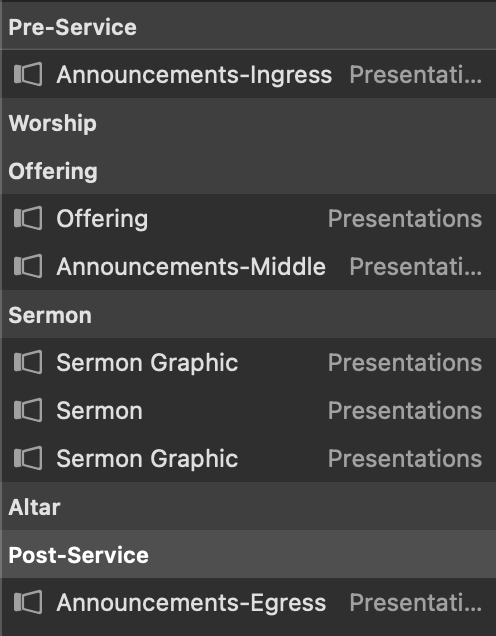 Pre-Service
Announcements-Ingress Presentati...
Worship
Offering
Offering Presentations
Announcements-Middle Presentati...
Sermon
Sermon Graphic Presentations
Sermon Presentations
Sermon Graphic Presentations
Altar
Post-Service
Announcements-Egress Presentati...